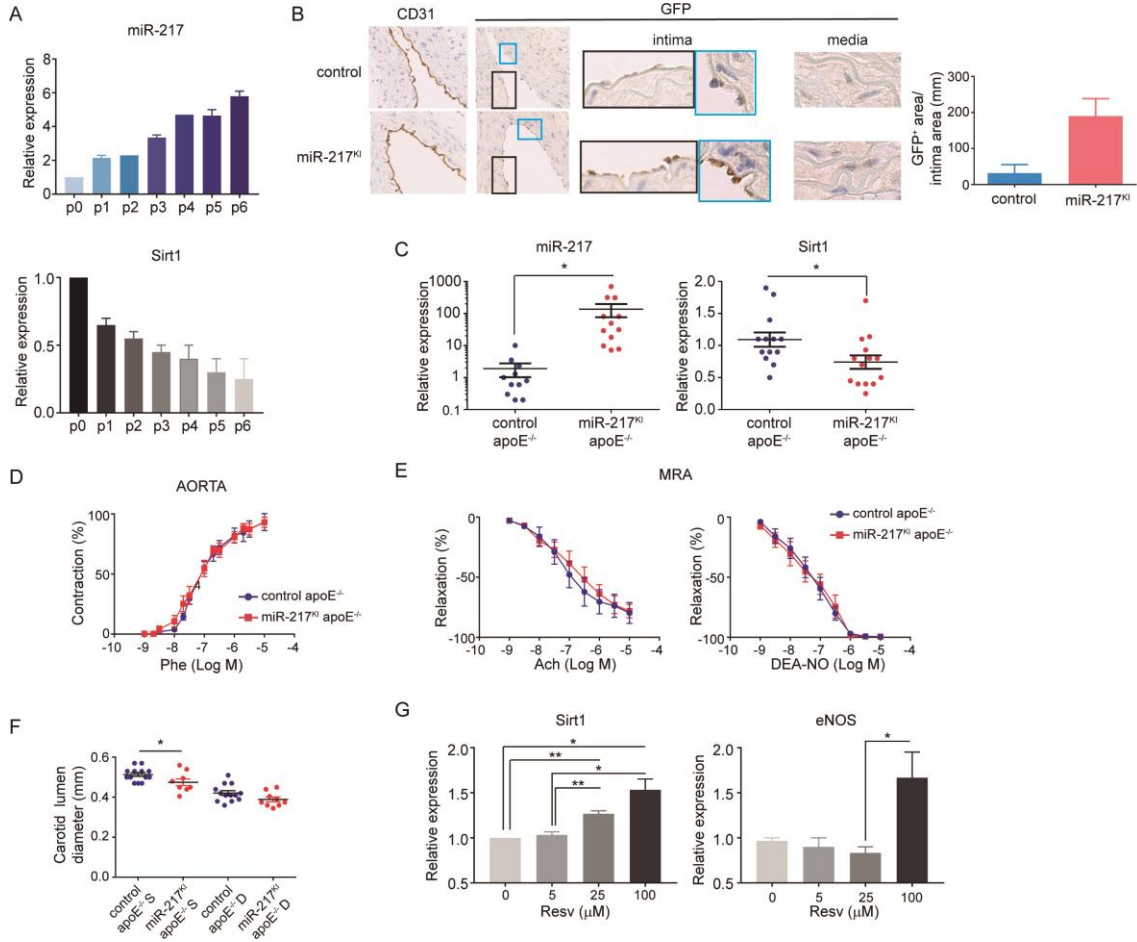 A
miR-217
Relative expression
8
6
4
2
0
p0 p1 p2 p3 p4 p5 p6
Sirt1
Relative expression
1.0
0.5
0.0
p0 p1 p2 p3 p4 p5 p6
B
CD31
GFP
intima
media
control
miR-217KI
GFP+ area/
intima area (mm)
300
200
100
0
control miR-217KI
C
miR-217
*
Relative expression
1000
100
10
1
0.1
control
apoE-/-
miR-217KI
apoE-/-
Sirt1
*
Relative expression
2.0
1.5
1.0
0.5
0.0
control
apoE-/-
miR-217KI
apoE-/-
D
AORTA
Contraction (%)
100
50
0
control apoE-/-
miR-217KI apoE-/-
-10 -9 -8 -7 -6 -5 -4
Phe (Log M)
E
MRA
Relaxation (%)
0
-50
-100
-10 -9 -8 -7 -6 -5 -4
Ach (Log M)
Relaxation (%)
0
-50
-100
-10 -9 -8 -7 -6 -5 -4
DEA-NO (Log M)
control apoE-/-
miR-217KI apoE-/-
F
*
Carotid lumen
diameter (mm)
0.6
0.4
0.2
0.0
control
apoE-/- S
miR-217KI
apoE-/- S
control
apoE-/- D
miR-217KI
apoE-/- D
G
Sirt1
Relative expression
2.0
1.5
1.0
0.5
*
**
*
**
0 5 25 100
Resv (μM)
eNOS
Relative expression
2.0
1.5
1.0
0.5
*
0 5 25 100
Resv (μM)